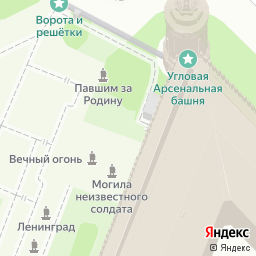 Ворота и
решётки
Угловая
Арсенальная
башня
Павшим за
Родину
Вечный огонь
Могила
неизвестного
солдата
Ленинград
Яндекс
© Яндекс